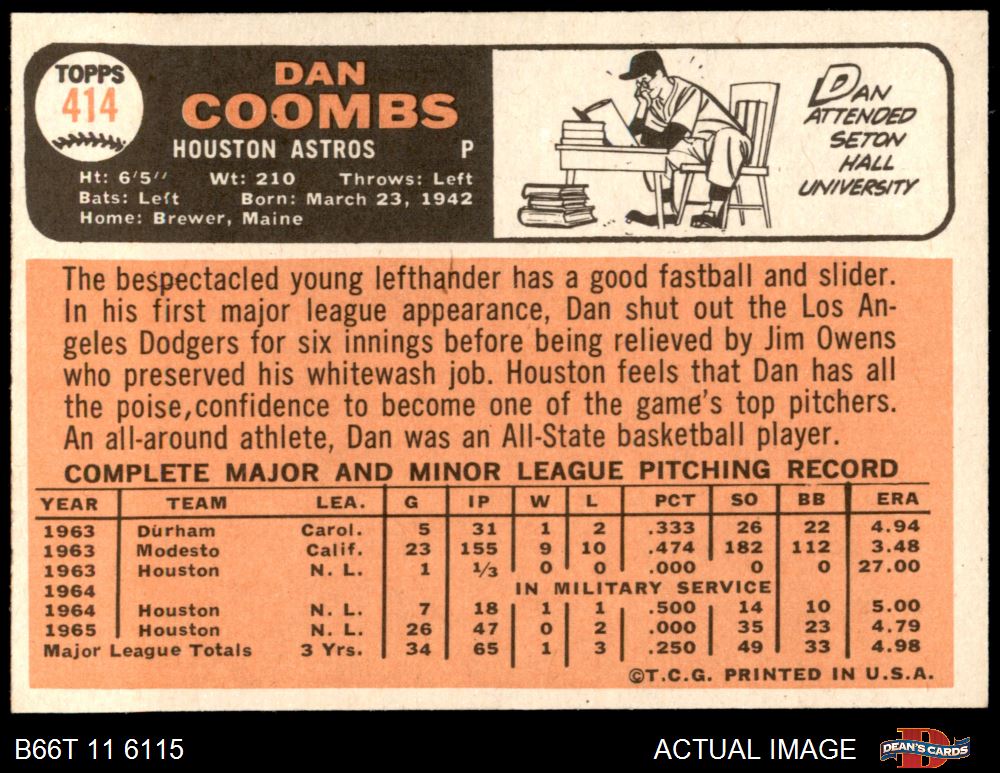 TOPPS
414
DAN
COOMBS
HOUSTON ASTROS P
Ht: 6'5" Wt: 210 Throws: Left
Bats: Left Born: March 23, 1942
Home: Brewer, Maine
DAN
ATTENDED
SETON
HALL
UNIVERSITY
The bespectacled young lefthander has a good fastball and slider.
In his first major league appearance, Dan shut out the Los An-
geles Dodgers for six innings before being relieved by Jim Owens
who preserved his whitewash job. Houston feels that Dan has all
the poise,confidence to become one of the game's top pitchers.
An all-around athlete, Dan was an All-State basketball player.
COMPLETE MAJOR AND MINOR LEAGUE PITCHING RECORD
YEAR TEAM LEA. G IP W L PCT SO BB ERA
1963 Durham Carol. 5 31 1 2 .333 26 22 4.94
1963 Modesto Calif. 23 155 9 10 .474 182 112 3.48
1963 Houston N. L. 1 1/3 0 0 .000 0 0 27.00
1964 IN MILITARY SERVICE
1964 Houston N. L. 7 18 1 1 .500 14 10 5.00
1965 Houston N. L. 26 47 0 2 .000 35 23 4.79
Major League Totals 3 Yrs. 34 65 1 3 .250 49 33 4.98
©T.C.G. PRINTED IN U.S.A.
B66T 11 6115 ACTUAL IMAGE
DEAN'S CARDS